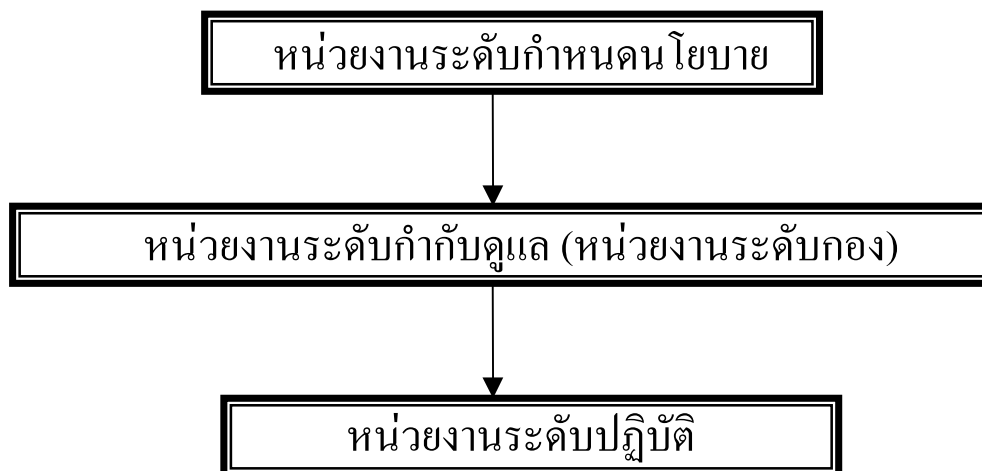 หน่วยงานระดับกำหนดนโยบาย
หน่วยงานระดับกำกับดูแล (หน่วยงานระดับกอง)
หน่วยงานระดับปฏิบัติ